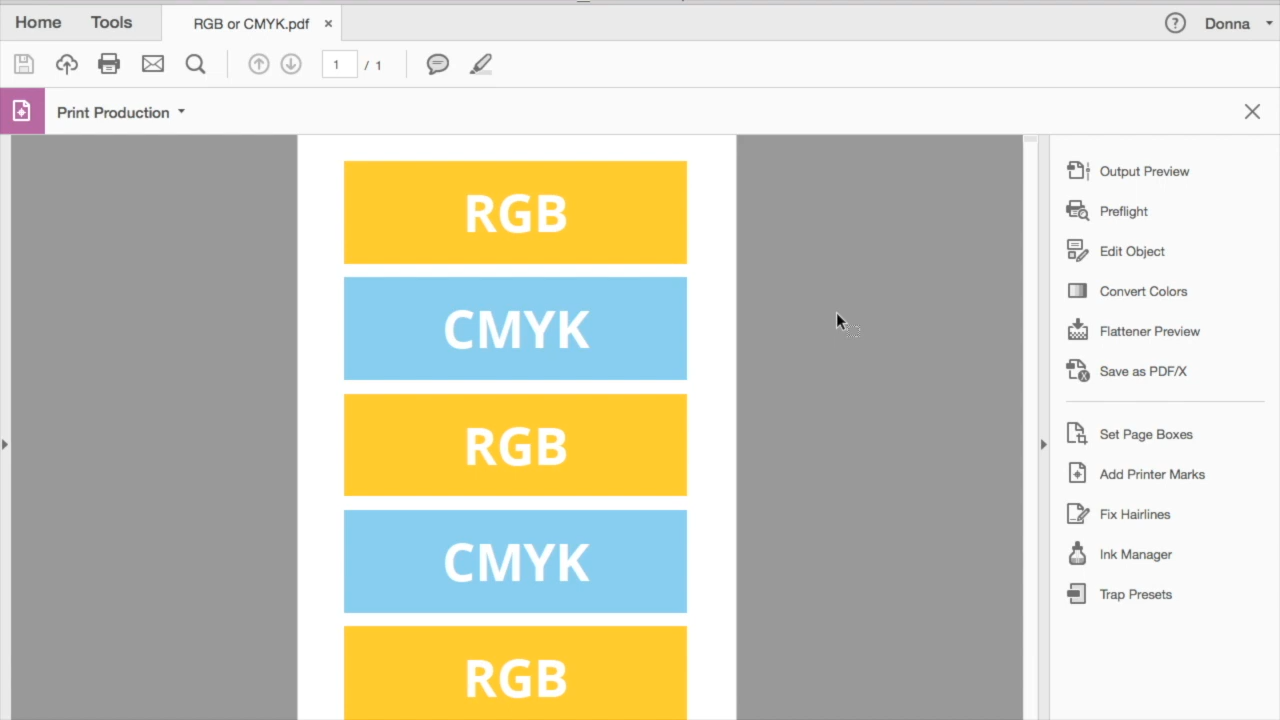 Home Tools RGB or CMYK.pdf × ? Donna
1 / 1
Print Production
RGB
CMYK
RGB
CMYK
RGB
Output Preview
Preflight
Edit Object
Convert Colors
Flattener Preview
Save as PDF/X
Set Page Boxes
Add Printer Marks
Fix Hairlines
Ink Manager
Trap Presets